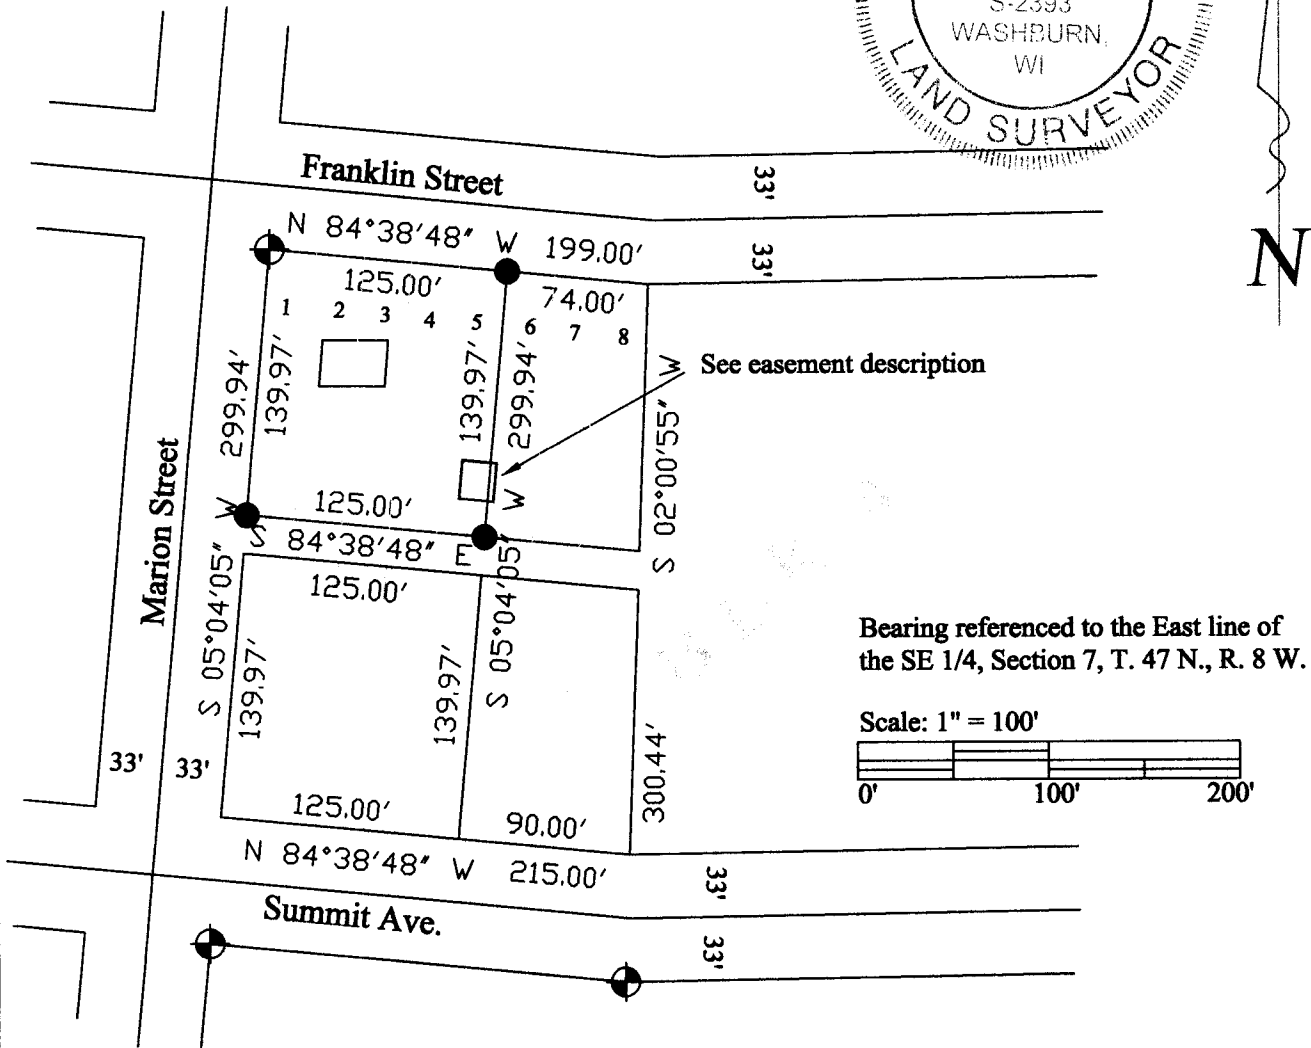 S-2393
WASHBURN,
WI
LAND SURVEYOR
Franklin Street
33'
33'
N
N 84°38'48" W 199.00'
125.00'
74.00'
1 2 3 4 5 6 7 8
299.94'
139.97'
139.97'
299.94'
See easement description
S 02°00'55" W
Marion Street
125.00'
W
W
S 84°38'48" E
125.00'
S 05°04'05"
S 05°04'05"
139.97'
139.97'
Bearing referenced to the East line of
the SE 1/4, Section 7, T. 47 N., R. 8 W.
Scale: 1" = 100'
0' 100' 200'
33' 33'
300.44'
125.00'
90.00'
N 84°38'48" W 215.00'
33'
Summit Ave.
33'